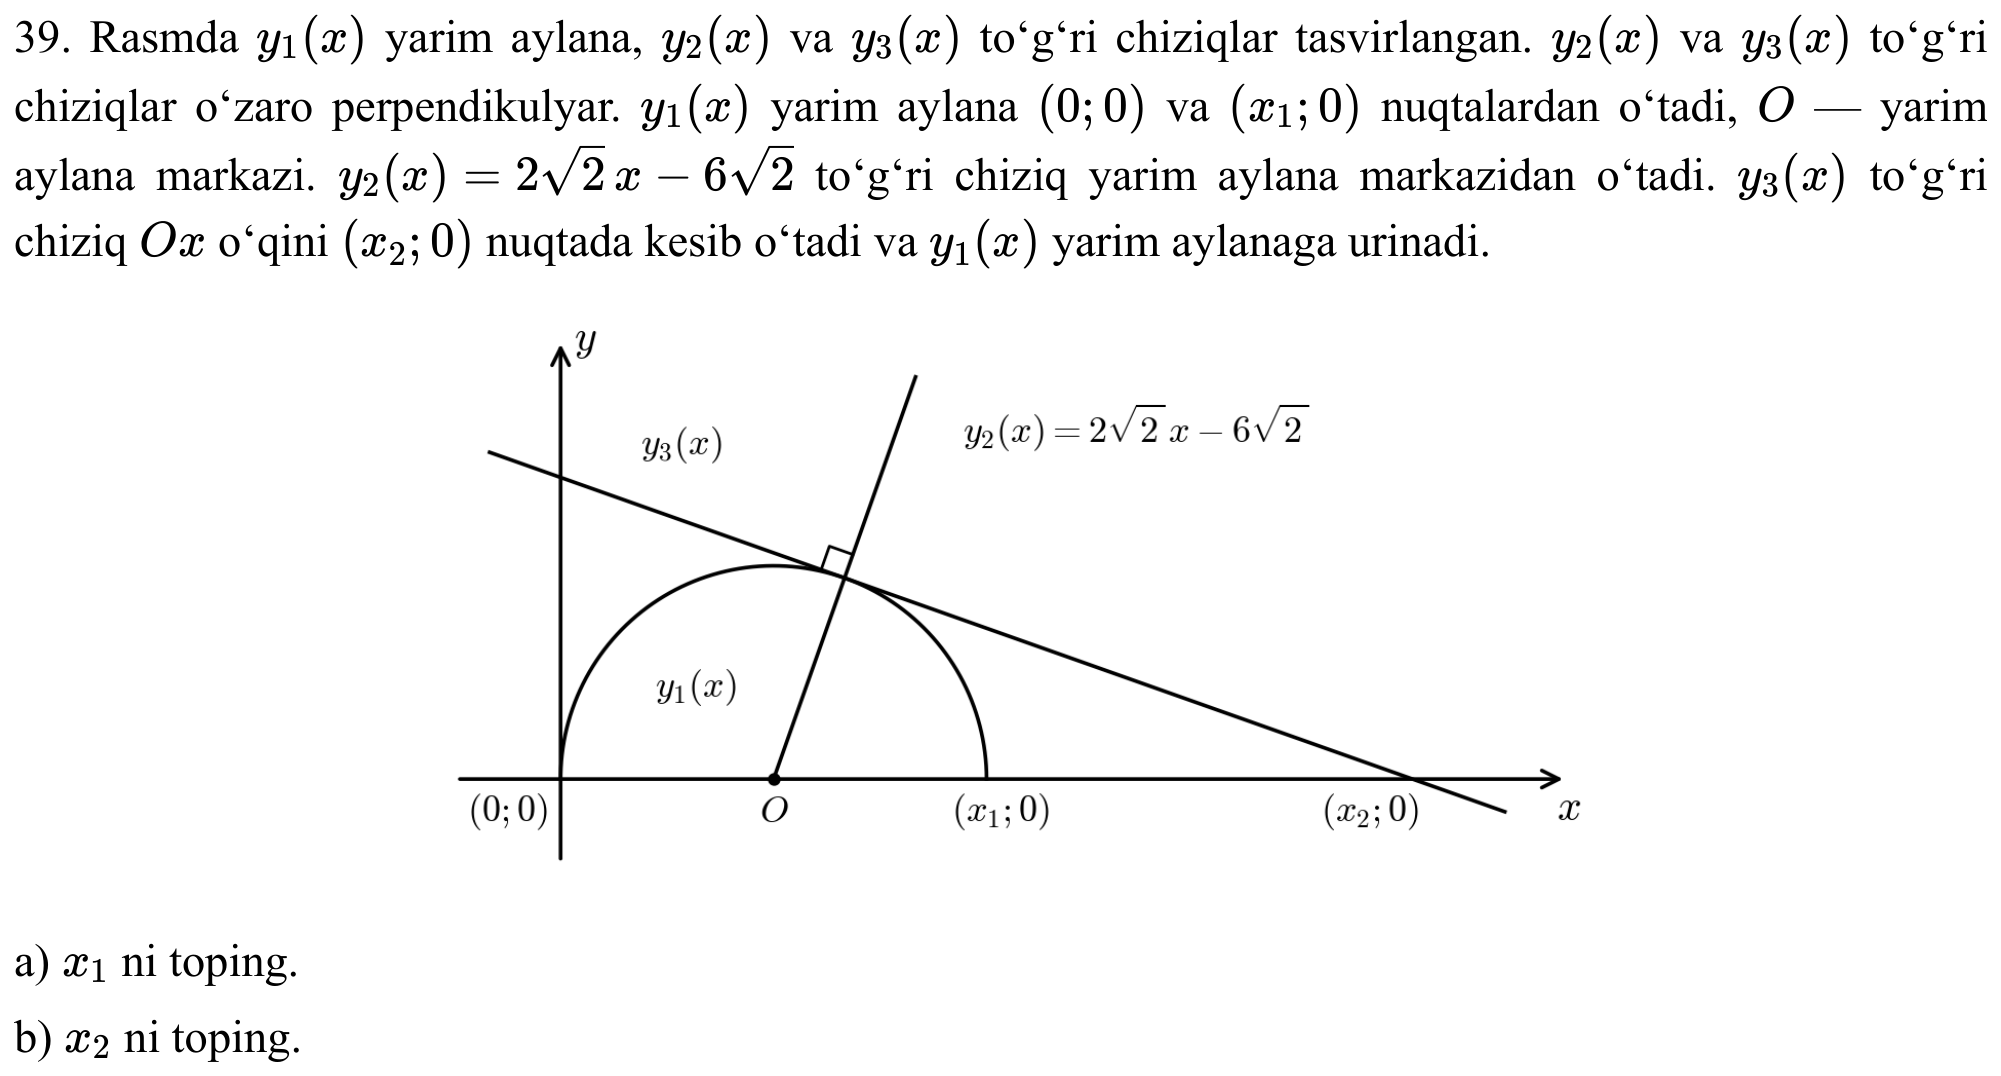 39. Rasmda y₁(x) yarim aylana, y₂(x) va y₃(x) to‘g‘ri chiziqlar tasvirlangan. y₂(x) va y₃(x) to‘g‘ri
chiziqlar o‘zaro perpendikulyar. y₁(x) yarim aylana (0; 0) va (x₁; 0) nuqtalardan o‘tadi, O — yarim
aylana markazi. y₂(x) = 2√2 x − 6√2 to‘g‘ri chiziq yarim aylana markazidan o‘tadi. y₃(x) to‘g‘ri
chiziq Ox o‘qini (x₂; 0) nuqtada kesib o‘tadi va y₁(x) yarim aylanaga urinadi.
y
y₃(x)
y₂(x) = 2√2 x − 6√2
y₁(x)
(0; 0) O (x₁; 0) (x₂; 0) x
a) x₁ ni toping.
b) x₂ ni toping.